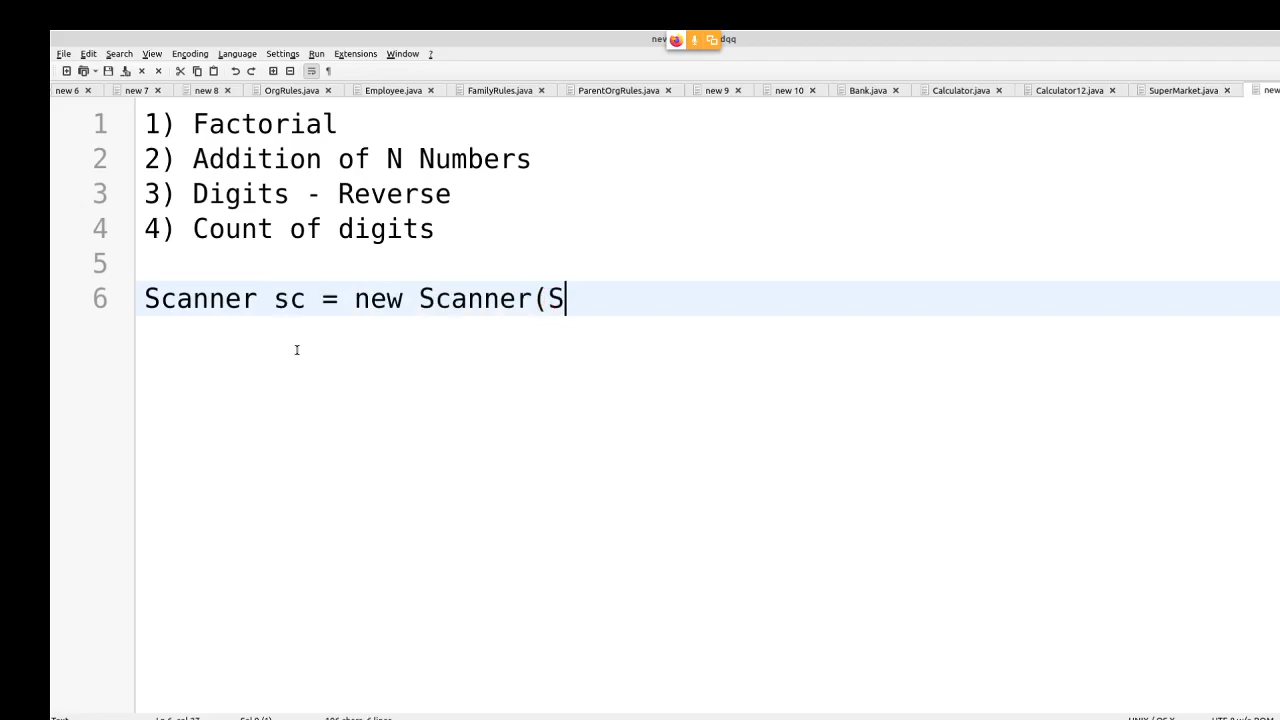 new dqq
File Edit Search View Encoding Language Settings Run Extensions Window ?
new 6 new 7 new 8 OrgRules.java Employee.java FamilyRules.java ParentOrgRules.java new 9 new 10 Bank.java Calculator.java Calculator12.java SuperMarket.java new
1 1) Factorial
2 2) Addition of N Numbers
3 3) Digits - Reverse
4 4) Count of digits
5
6 Scanner sc = new Scanner(S